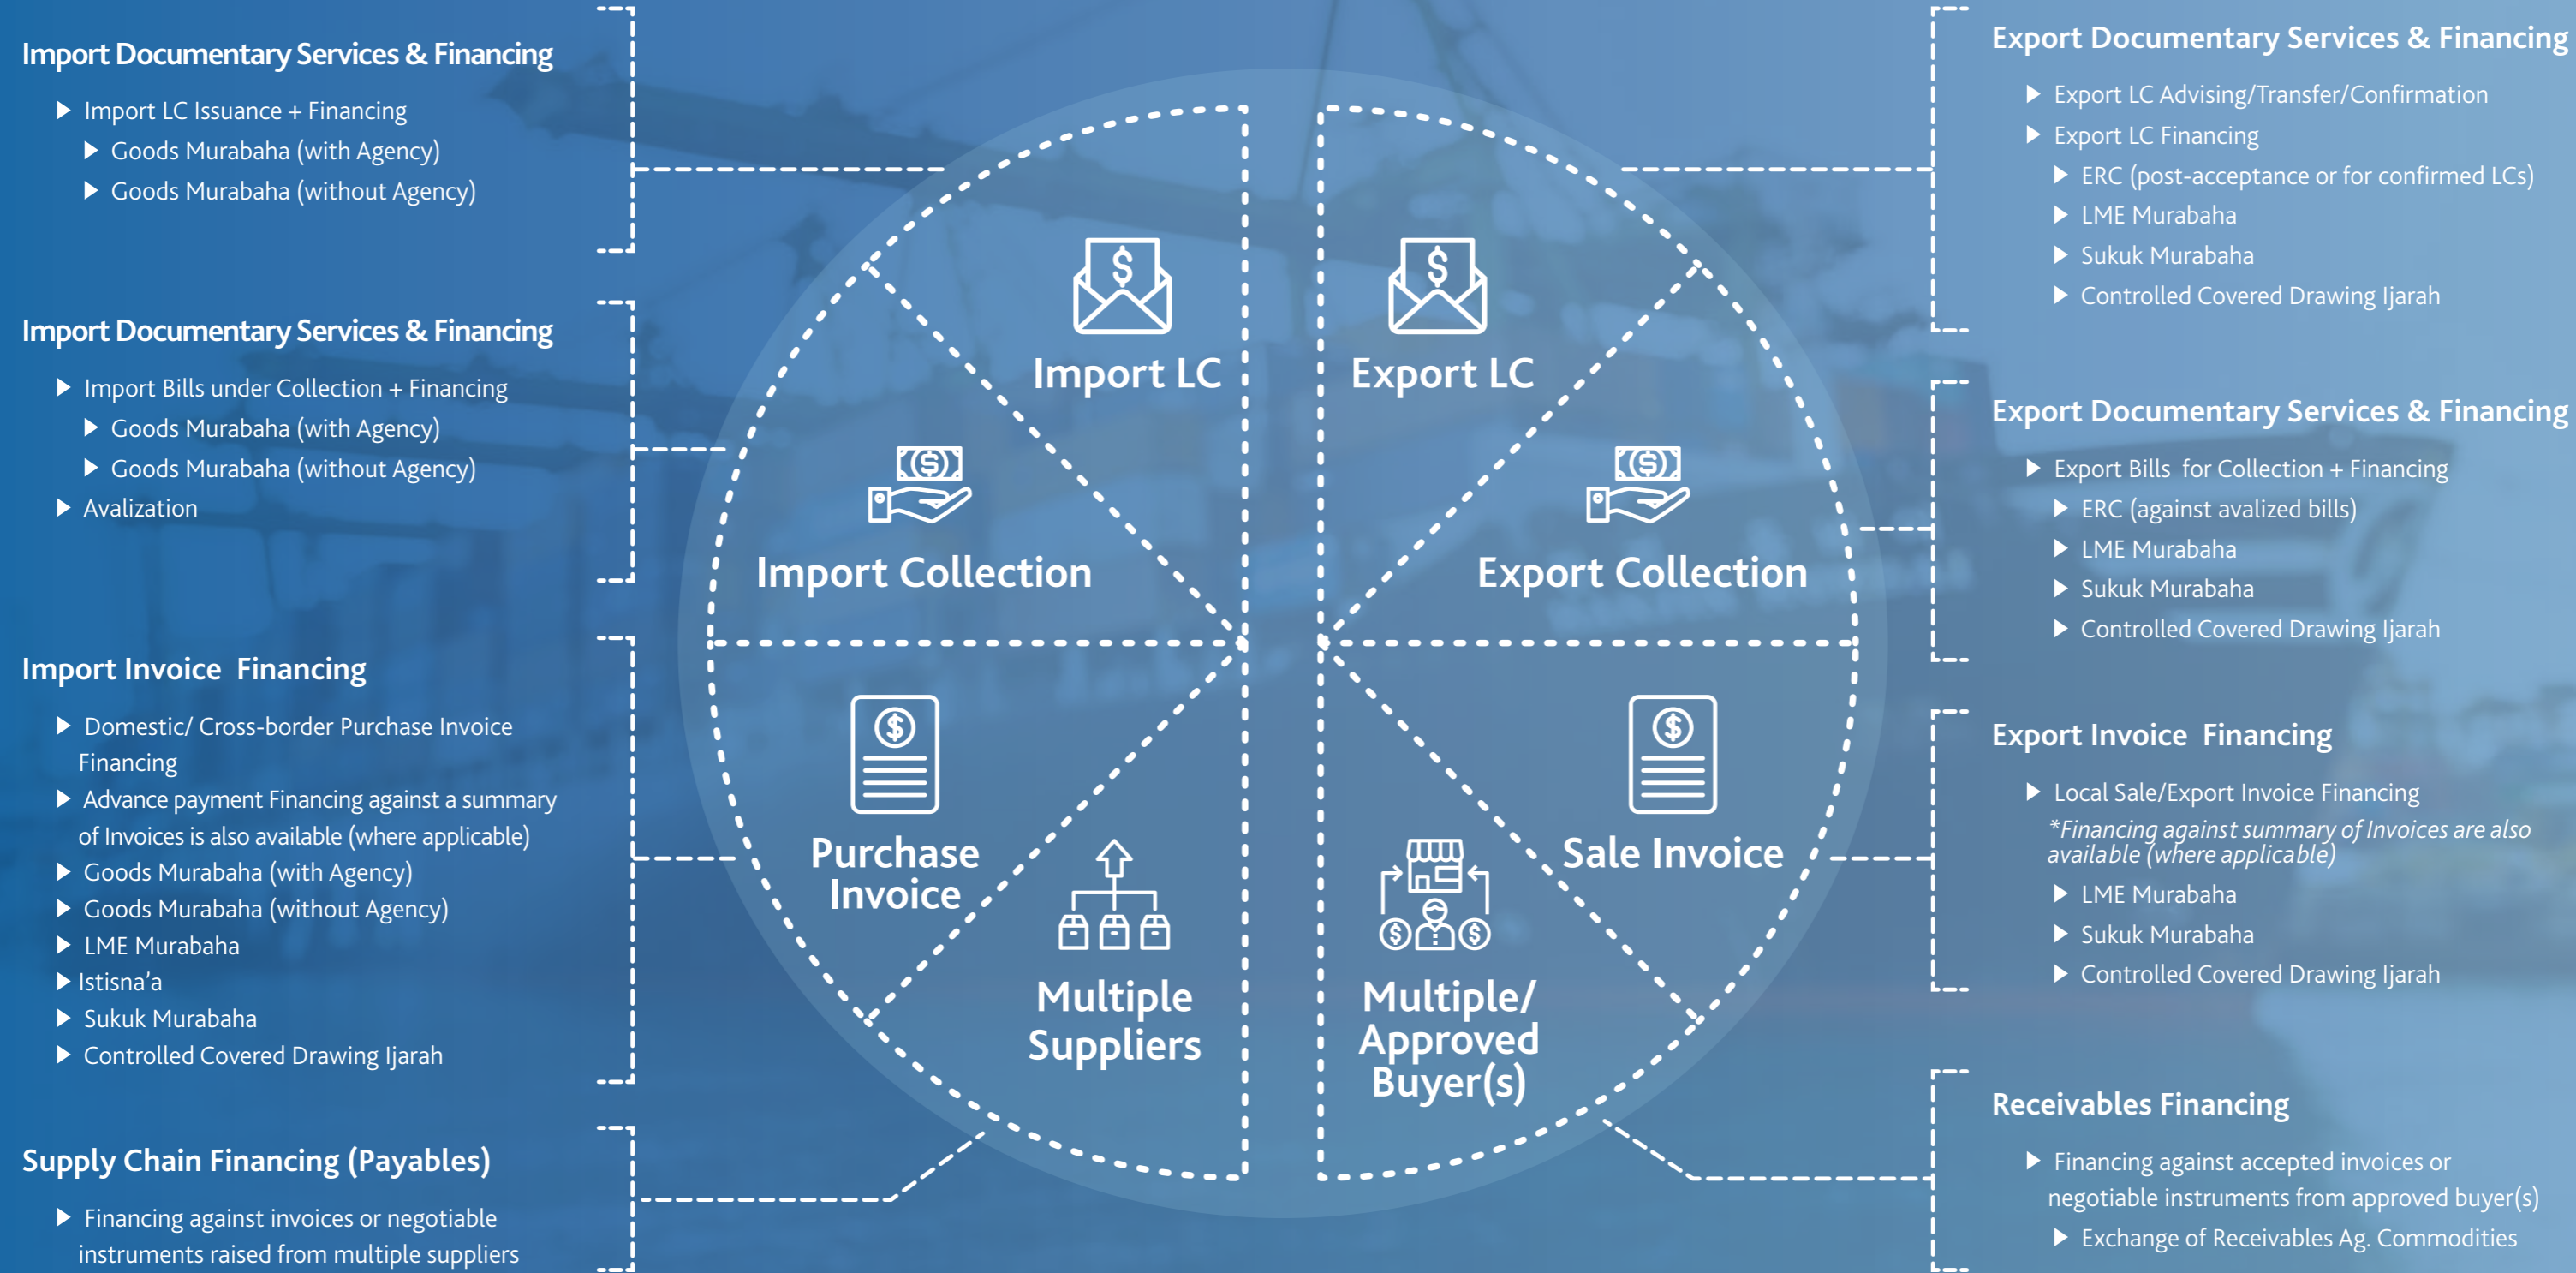 Import Documentary Services & Financing
Import LC Issuance + Financing
Goods Murabaha (with Agency)
Goods Murabaha (without Agency)
Import Documentary Services & Financing
Import Bills under Collection + Financing
Goods Murabaha (with Agency)
Goods Murabaha (without Agency)
Avalization
Import Invoice Financing
Domestic/ Cross-border Purchase Invoice
Financing
Advance payment Financing against a summary
of Invoices is also available (where applicable)
Goods Murabaha (with Agency)
Goods Murabaha (without Agency)
LME Murabaha
Istisna’a
Sukuk Murabaha
Controlled Covered Drawing Ijarah
Supply Chain Financing (Payables)
Financing against invoices or negotiable
instruments raised from multiple suppliers
Import LC
Export LC
Import Collection
Export Collection
Purchase
Invoice
Sale Invoice
Multiple
Suppliers
Multiple/
Approved
Buyer(s)
Export Documentary Services & Financing
Export LC Advising/Transfer/Confirmation
Export LC Financing
ERC (post-acceptance or for confirmed LCs)
LME Murabaha
Sukuk Murabaha
Controlled Covered Drawing Ijarah
Export Documentary Services & Financing
Export Bills for Collection + Financing
ERC (against avalized bills)
LME Murabaha
Sukuk Murabaha
Controlled Covered Drawing Ijarah
Export Invoice Financing
Local Sale/Export Invoice Financing
*Financing against summary of Invoices are also
available (where applicable)
LME Murabaha
Sukuk Murabaha
Controlled Covered Drawing Ijarah
Receivables Financing
Financing against accepted invoices or
negotiable instruments from approved buyer(s)
Exchange of Receivables Ag. Commodities